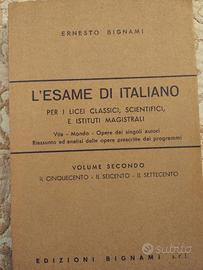 ERNESTO BIGNAMI
L'ESAME DI ITALIANO
PER I LICEI CLASSICI, SCIENTIFICI,
E ISTITUTI MAGISTRALI
Vita - Mondo - Opere dei singoli autori
Riassunto ed analisi delle opere prescritte dai programmi
VOLUME SECONDO
IL CINQUECENTO - IL SEICENTO - IL SETTECENTO
EDIZIONI BIGNAMI s.r.l.
subito